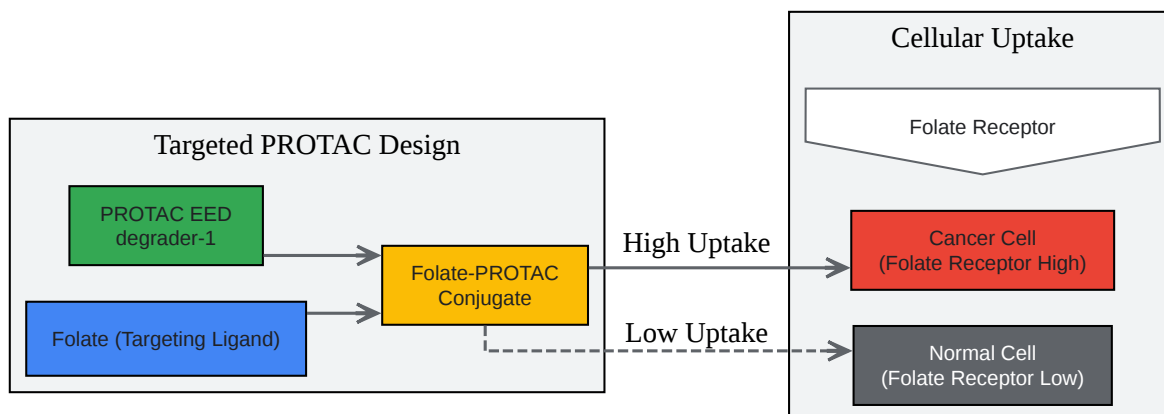 Targeted PROTAC Design
PROTAC EED
degrader-1
Folate (Targeting Ligand)
Folate-PROTAC
Conjugate
High Uptake
Low Uptake
Cellular Uptake
Folate Receptor
Cancer Cell
(Folate Receptor High)
Normal Cell
(Folate Receptor Low)